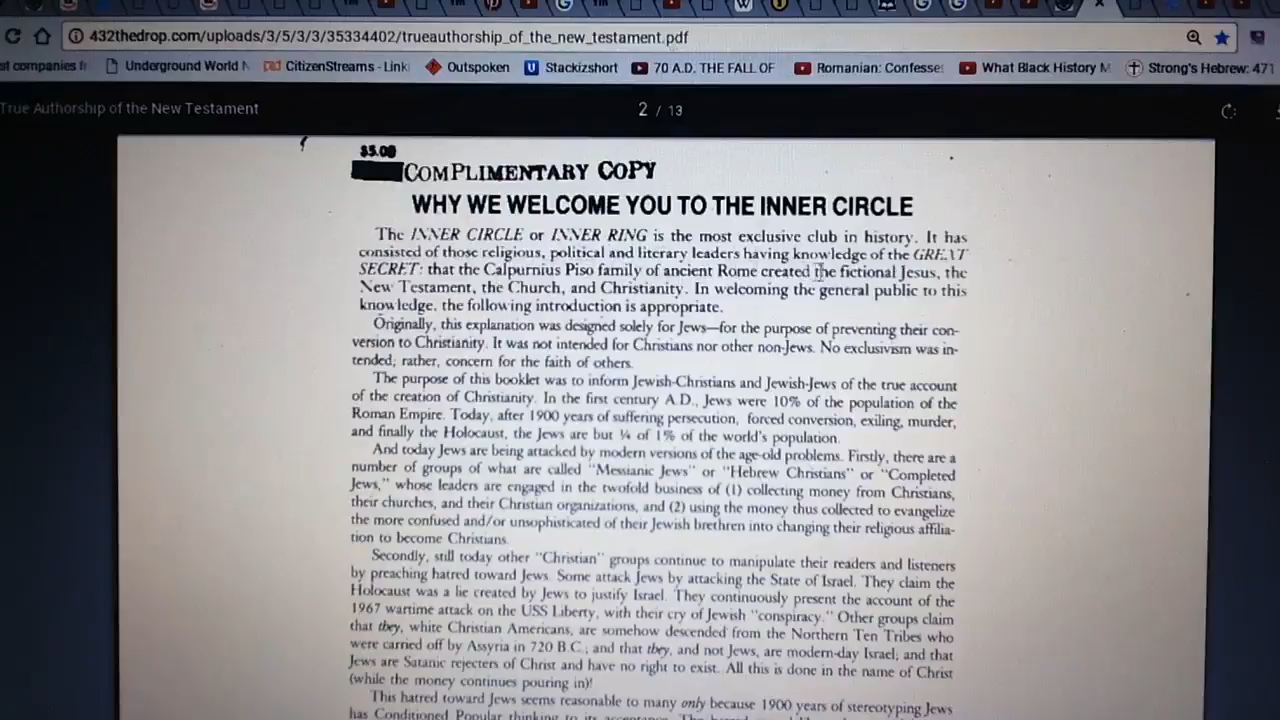 432thedrop.com/uploads/3/5/3/3/35334402/trueauthorship_of_the_new_testament.pdf
st companies fr Underground World N CitizenStreams - Link Outspoken Stackizshort 70 A.D. THE FALL OF Romanian: Confesse: What Black History M Strong's Hebrew: 471
True Authorship of the New Testament 2 / 13
$5.00
COMPLIMENTARY COPY
WHY WE WELCOME YOU TO THE INNER CIRCLE
The INNER CIRCLE or INNER RING is the most exclusive club in history. It has
consisted of those religious, political and literary leaders having knowledge of the GREAT
SECRET: that the Calpurnius Piso family of ancient Rome created the fictional Jesus, the
New Testament, the Church, and Christianity. In welcoming the general public to this
knowledge, the following introduction is appropriate.
Originally, this explanation was designed solely for Jews—for the purpose of preventing their con-
version to Christianity. It was not intended for Christians nor other non-Jews. No exclusivism was in-
tended; rather, concern for the faith of others.
The purpose of this booklet was to inform Jewish-Christians and Jewish-Jews of the true account
of the creation of Christianity. In the first century A.D., Jews were 10% of the population of the
Roman Empire. Today, after 1900 years of suffering persecution, forced conversion, exiling, murder,
and finally the Holocaust, the Jews are but ¼ of 1% of the world's population.
And today Jews are being attacked by modern versions of the age-old problems. Firstly, there are a
number of groups of what are called "Messianic Jews" or "Hebrew Christians" or "Completed
Jews," whose leaders are engaged in the twofold business of (1) collecting money from Christians,
their churches, and their Christian organizations, and (2) using the money thus collected to evangelize
the more confused and/or unsophisticated of their Jewish brethren into changing their religious affilia-
tion to become Christians.
Secondly, still today other "Christian" groups continue to manipulate their readers and listeners
by preaching hatred toward Jews. Some attack Jews by attacking the State of Israel. They claim the
Holocaust was a lie created by Jews to justify Israel. They continuously present the account of the
1967 wartime attack on the USS Liberty, with their cry of Jewish "conspiracy." Other groups claim
that they, white Christian Americans, are somehow descended from the Northern Ten Tribes who
were carried off by Assyria in 720 B.C.; and that they, and not Jews, are modern-day Israel; and that
Jews are Satanic rejecters of Christ and have no right to exist. All this is done in the name of Christ
(while the money continues pouring in)!
This hatred toward Jews seems reasonable to many only because 1900 years of stereotyping Jews
has Conditioned Popular thinking to its acceptance. The